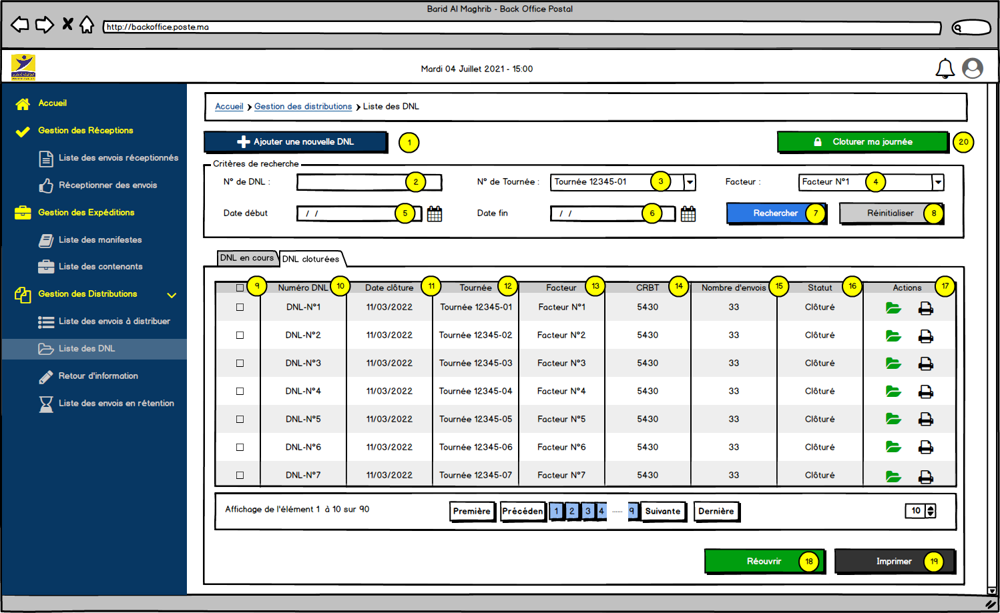 Barid Al Maghrib - Back Office Postal
http://backoffice.poste.ma
Mardi 04 Juillet 2021 - 15:00
Accueil
Gestion des Réceptions
Liste des envois réceptionnés
Réceptionner des envois
Gestion des Expéditions
Liste des manifestes
Liste des contenants
Gestion des Distributions
Liste des envois à distribuer
Liste des DNL
Retour d'information
Liste des envois en rétention
Accueil Gestion des distributions Liste des DNL
Ajouter une nouvelle DNL 1 Cloturer ma journée 20
Critères de recherche
N° de DNL : 2 N° de Tournée : Tournée 12345-01 3 Facteur : Facteur N°1 4
Date début / / 5 Date fin / / 6 Rechercher 7 Réinitialiser 8
DNL en cours DNL cloturées
9 Numéro DNL 10 Date clôture 11 Tournée 12 Facteur 13 CRBT 14 Nombre d'envois 15 Statut 16 Actions 17
DNL-N°1 11/03/2022 Tournée 12345-01 Facteur N°1 5430 33 Clôturé
DNL-N°2 11/03/2022 Tournée 12345-02 Facteur N°2 5430 33 Clôturé
DNL-N°3 11/03/2022 Tournée 12345-03 Facteur N°3 5430 33 Clôturé
DNL-N°4 11/03/2022 Tournée 12345-04 Facteur N°4 5430 33 Clôturé
DNL-N°5 11/03/2022 Tournée 12345-05 Facteur N°5 5430 33 Clôturé
DNL-N°6 11/03/2022 Tournée 12345-06 Facteur N°6 5430 33 Clôturé
DNL-N°7 11/03/2022 Tournée 12345-07 Facteur N°7 5430 33 Clôturé
Affichage de l'élément 1 à 10 sur 90 Première Précéden 1 2 3 4 ...... 9 Suivante Dernière 10
Réouvrir 18 Imprimer 19